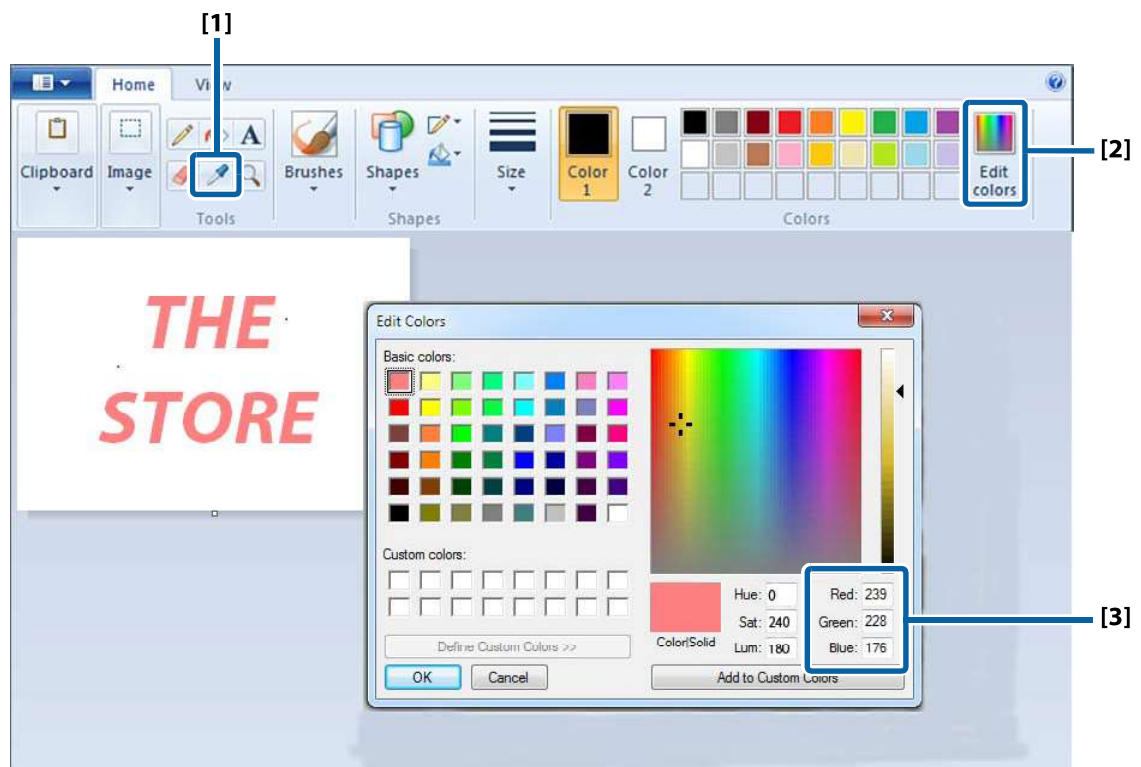 [1]
Home View
[2]
Clipboard Image A Brushes Shapes Size Color 1 Color 2 Edit colors
Tools Shapes Colors
THE
STORE
Edit Colors
Basic colors:
Custom colors:
Define Custom Colors >>
OK Cancel
Color|Solid
Hue: 0 Red: 239
Sat: 240 Green: 228
Lum: 180 Blue: 176
Add to Custom Colors
[3]